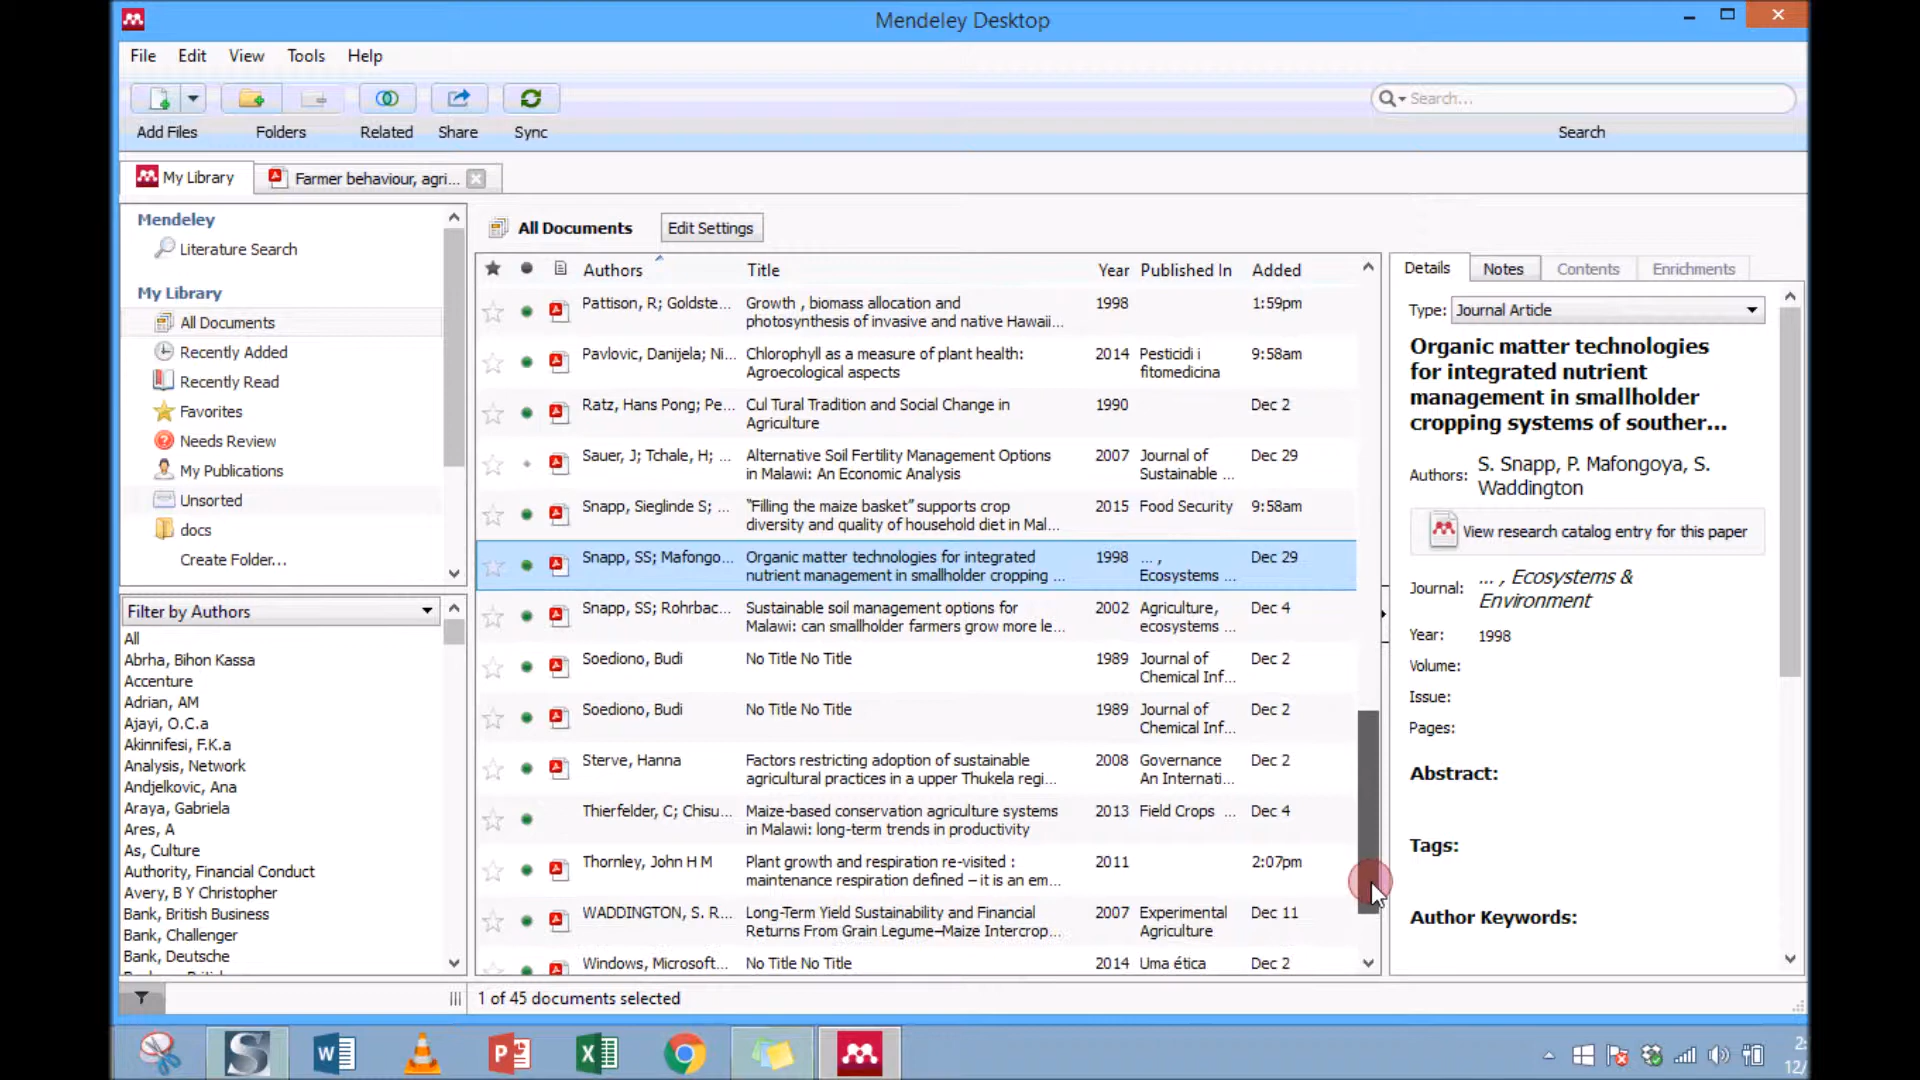 Mendeley Desktop
File Edit View Tools Help
Add Files Folders Related Share Sync
Search...
Search
My Library
Farmer behaviour, agri...
Mendeley
Literature Search
My Library
All Documents
Recently Added
Recently Read
Favorites
Needs Review
My Publications
Unsorted
docs
Create Folder...
Filter by Authors
All
Abrha, Bihon Kassa
Accenture
Adrian, AM
Ajayi, O.C.a
Akinnifesi, F.K.a
Analysis, Network
Andjelkovic, Ana
Araya, Gabriela
Ares, A
As, Culture
Authority, Financial Conduct
Avery, B Y Christopher
Bank, British Business
Bank, Challenger
Bank, Deutsche
All Documents Edit Settings
Authors Title Year Published In Added
Pattison, R; Goldste... Growth , biomass allocation and 1998 1:59pm
photosynthesis of invasive and native Hawaii...
Pavlovic, Danijela; Ni... Chlorophyll as a measure of plant health: 2014 Pesticidi i 9:58am
Agroecological aspects fitomedicina
Ratz, Hans Pong; Pe... Cul Tural Tradition and Social Change in 1990 Dec 2
Agriculture
Sauer, J; Tchale, H; ... Alternative Soil Fertility Management Options 2007 Journal of Dec 29
in Malawi: An Economic Analysis Sustainable ...
Snapp, Sieglinde S; ... "Filling the maize basket" supports crop 2015 Food Security 9:58am
diversity and quality of household diet in Mal...
Snapp, SS; Mafongo... Organic matter technologies for integrated 1998 ... , Dec 29
nutrient management in smallholder cropping ... Ecosystems ...
Snapp, SS; Rohrbac... Sustainable soil management options for 2002 Agriculture, Dec 4
Malawi: can smallholder farmers grow more le... ecosystems ...
Soediono, Budi No Title No Title 1989 Journal of Dec 2
Chemical Inf...
Soediono, Budi No Title No Title 1989 Journal of Dec 2
Chemical Inf...
Sterve, Hanna Factors restricting adoption of sustainable 2008 Governance Dec 2
agricultural practices in a upper Thukela regi... An Internati...
Thierfelder, C; Chisu... Maize-based conservation agriculture systems 2013 Field Crops ... Dec 4
in Malawi: long-term trends in productivity
Thornley, John H M Plant growth and respiration re-visited : 2011 2:07pm
maintenance respiration defined – it is an em...
WADDINGTON, S. R... Long-Term Yield Sustainability and Financial 2007 Experimental Dec 11
Returns From Grain Legume–Maize Intercrop... Agriculture
Windows, Microsoft... No Title No Title 2014 Uma ética Dec 2
1 of 45 documents selected
Details Notes Contents Enrichments
Type: Journal Article
Organic matter technologies
for integrated nutrient
management in smallholder
cropping systems of souther...
Authors: S. Snapp, P. Mafongoya, S.
Waddington
View research catalog entry for this paper
Journal: ... , Ecosystems &
Environment
Year: 1998
Volume:
Issue:
Pages:
Abstract:
Tags:
Author Keywords:
2:
12/